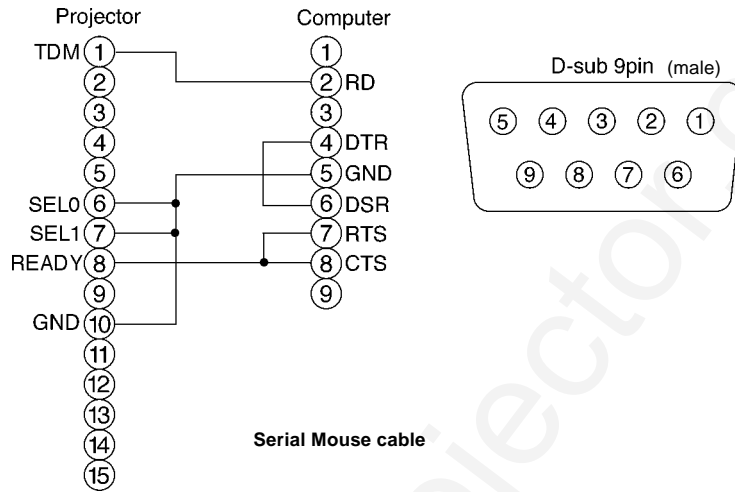 Projector Computer
TDM 1 1
2 2 RD
3 3
4 4 DTR
5 5 GND
SEL0 6 6 DSR
SEL1 7 7 RTS
READY 8 8 CTS
9 9
GND 10
11
12
13
14
15
Serial Mouse cable
D-sub 9pin (male)
5 4 3 2 1
9 8 7 6